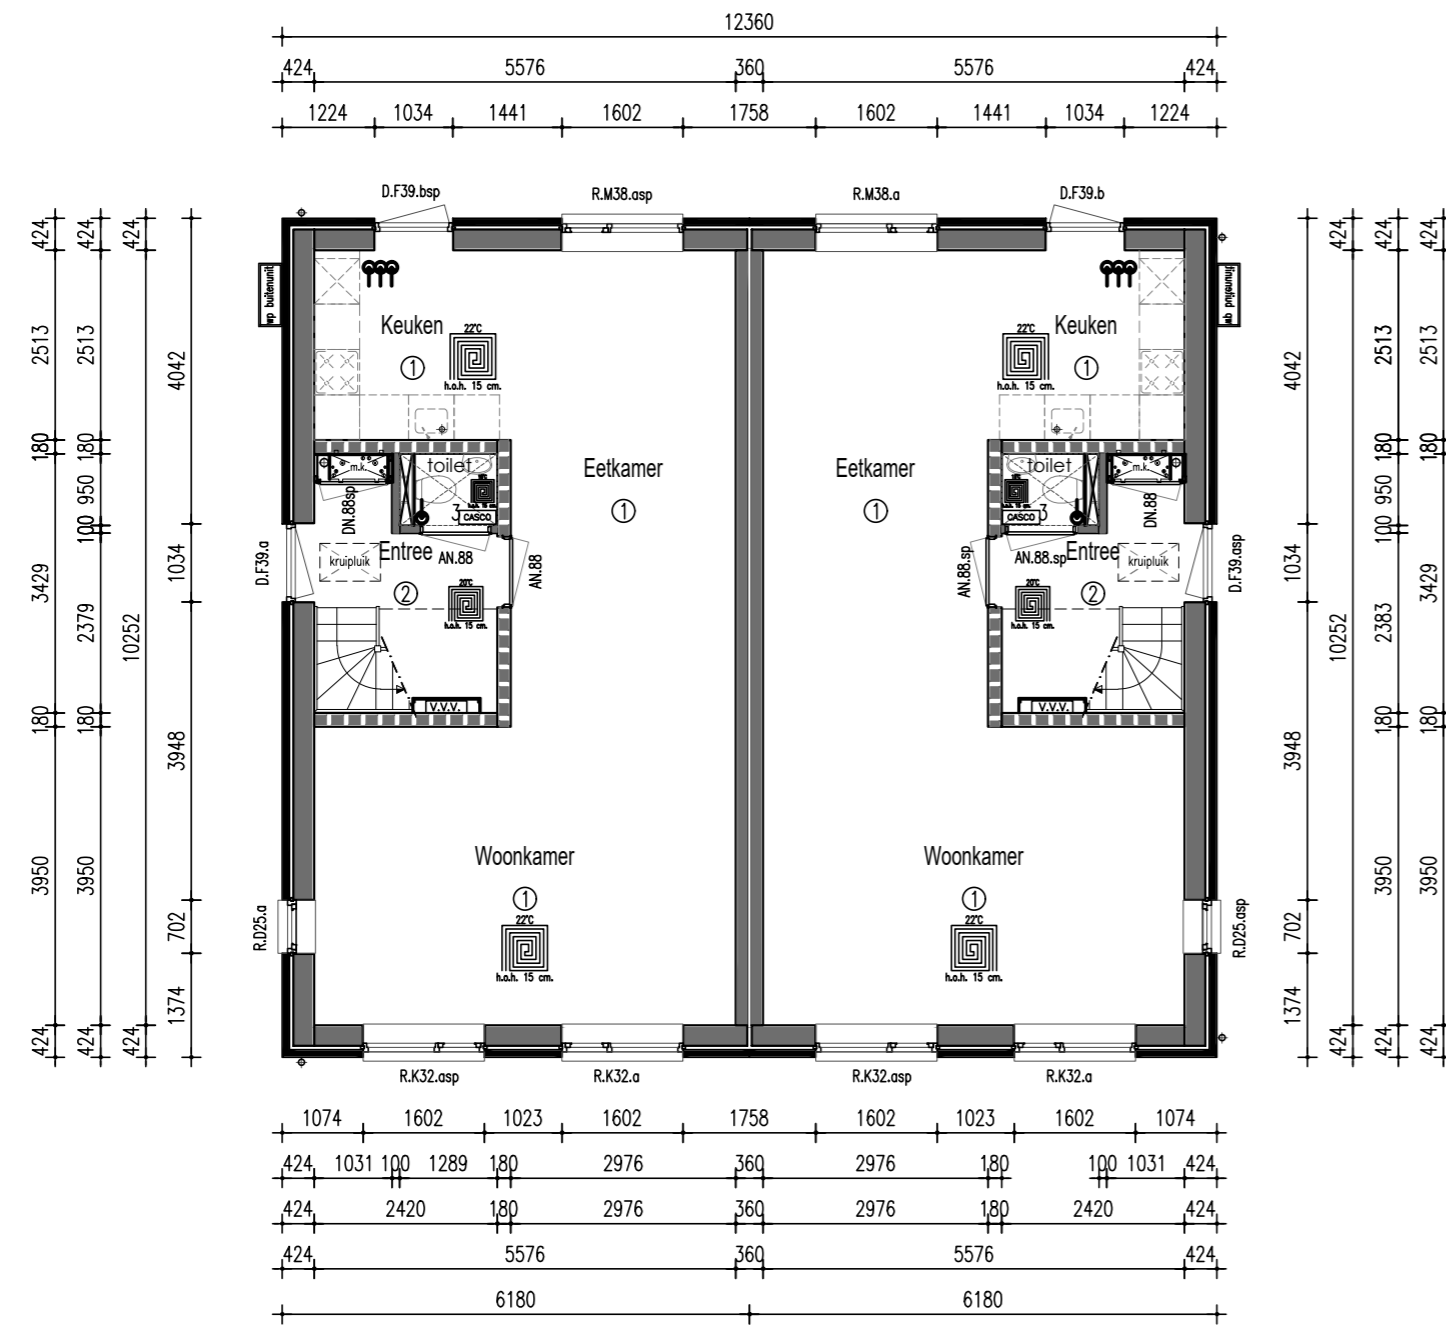 12360
424 5576 360 5576 424
1224 1034 1441 1602 1758 1602 1441 1034 1224
D.F39.bsp R.M38.asp R.M38.a D.F39.b
424 424 424 424 424 424
wp buitenunit wp buitenunit
Keuken 22°C 22°C Keuken
2513 2513 4042 4042 2513 2513
1 h.o.h. 15 cm. h.o.h. 15 cm. 1
180 180 180 180
m.k. toilet Eetkamer Eetkamer toilet m.k.
950 950
DN.88sp 3 CASCO 1 1 CASCO 3 DN.88
100 100
D.F39.a Entree AN.88 AN.88 AN.88.sp AN.88.sp Entree D.F39.asp
kruipluik kruipluik
3429 1034 1034 3429
2 20°C 20°C 2
h.o.h. 15 cm. h.o.h. 15 cm.
2379 10252 10252 2383
V.V.V. V.V.V.
180 180 180 180
3948 3948
Woonkamer Woonkamer
3950 3950 3950 3950
1 1
22°C 22°C
R.D25.a 702 702 R.D25.asp
h.o.h. 15 cm. h.o.h. 15 cm.
1374 1374
424 424 424 424 424 424
R.K32.asp R.K32.a R.K32.asp R.K32.a
1074 1602 1023 1602 1758 1602 1023 1602 1074
424 1031 100 1289 180 2976 360 2976 180 100 1031 424
424 2420 180 2976 360 2976 180 2420 424
424 5576 360 5576 424
6180 6180